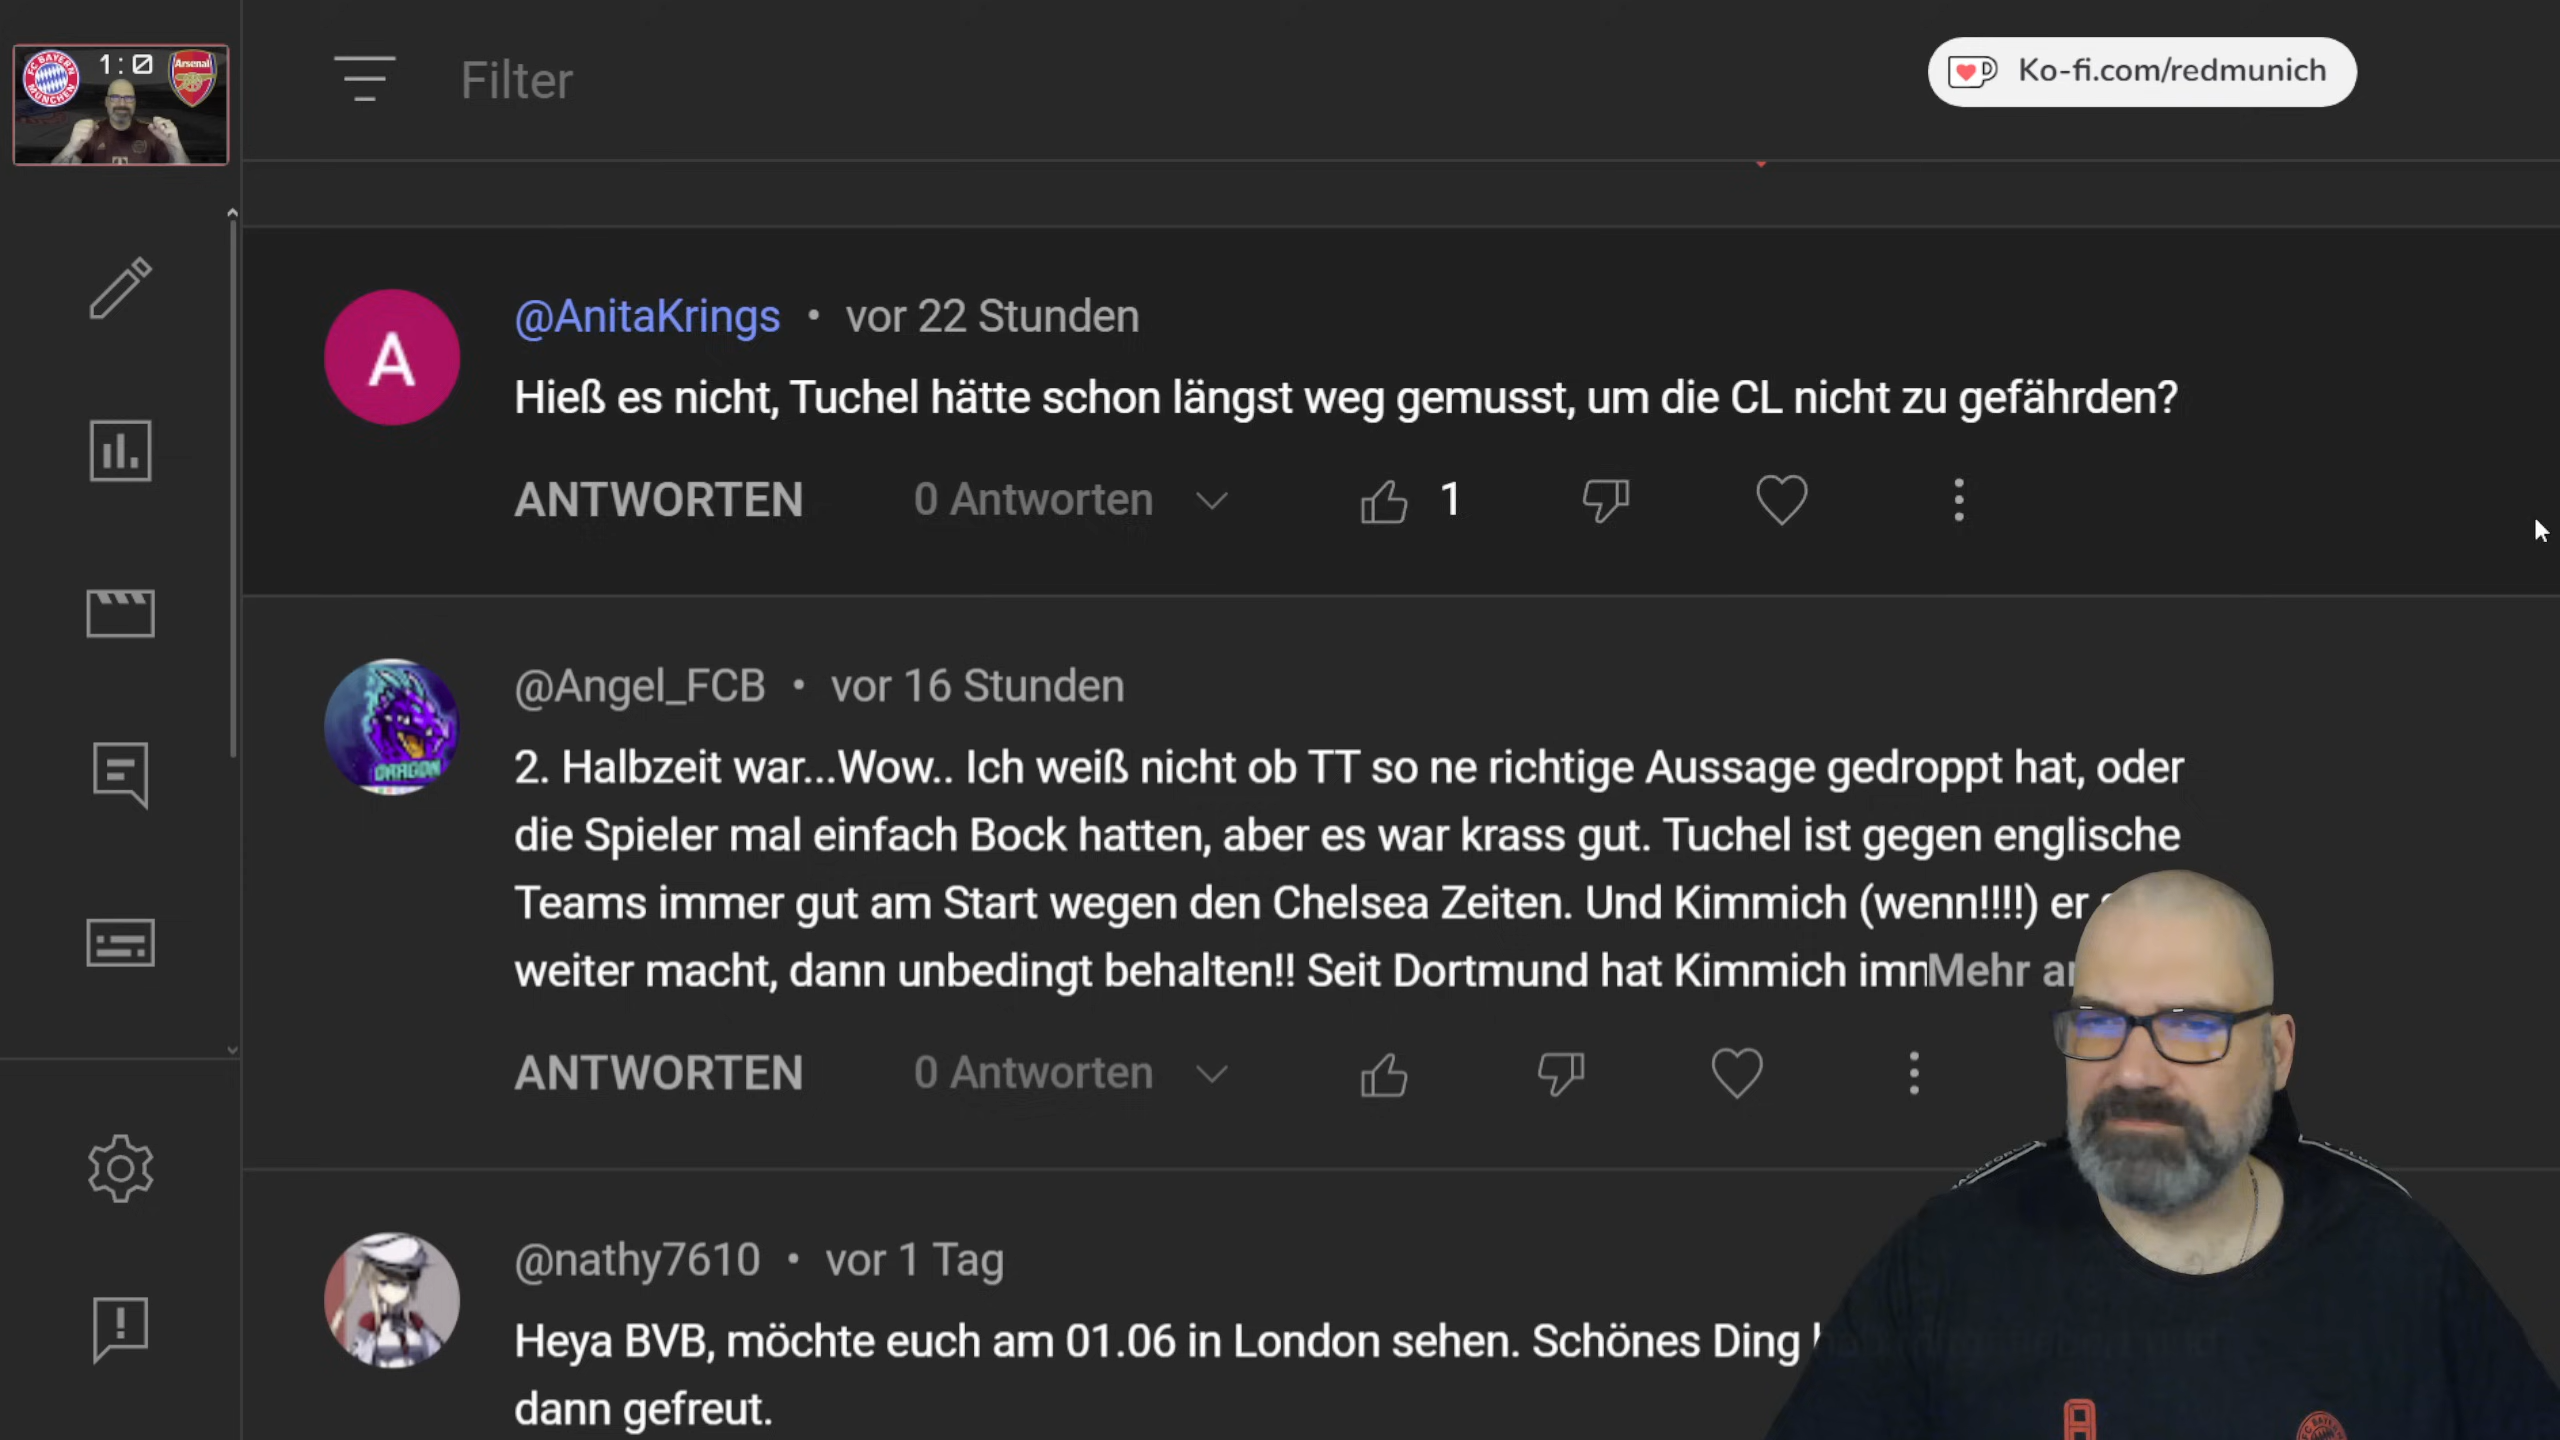 FC BAYERN
MÜNCHEN
1:0
Arsenal
Filter
Ko-fi.com/redmunich
A
@AnitaKrings • vor 22 Stunden
Hieß es nicht, Tuchel hätte schon längst weg gemusst, um die CL nicht zu gefährden?
ANTWORTEN 0 Antworten 1
@Angel_FCB • vor 16 Stunden
DRAGON
2. Halbzeit war...Wow.. Ich weiß nicht ob TT so ne richtige Aussage gedroppt hat, oder
die Spieler mal einfach Bock hatten, aber es war krass gut. Tuchel ist gegen englische
Teams immer gut am Start wegen den Chelsea Zeiten. Und Kimmich (wenn!!!!) er
weiter macht, dann unbedingt behalten!! Seit Dortmund hat Kimmich Mehr
ANTWORTEN 0 Antworten
@nathy7610 • vor 1 Tag
Heya BVB, möchte euch am 01.06 in London sehen. Schönes Ding
dann gefreut.